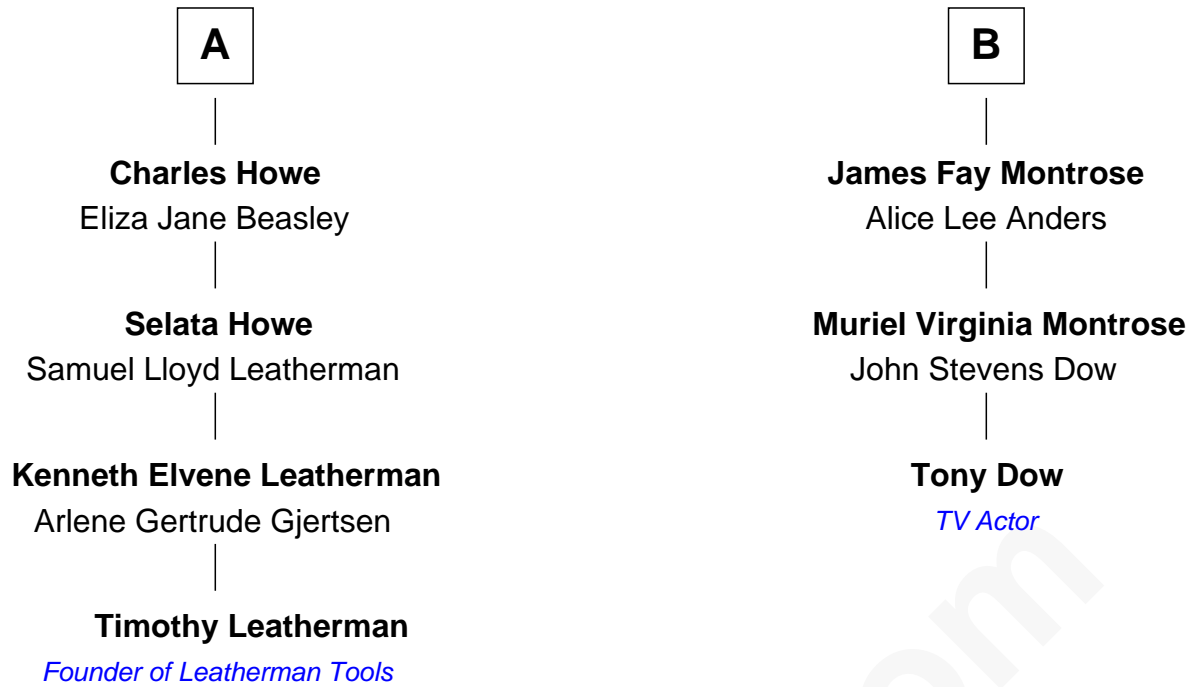 A
Charles Howe
Eliza Jane Beasley
Selata Howe
Samuel Lloyd Leatherman
Kenneth Elvene Leatherman
Arlene Gertrude Gjertsen
Timothy Leatherman
Founder of Leatherman Tools
B
James Fay Montrose
Alice Lee Anders
Muriel Virginia Montrose
John Stevens Dow
Tony Dow
TV Actor
om